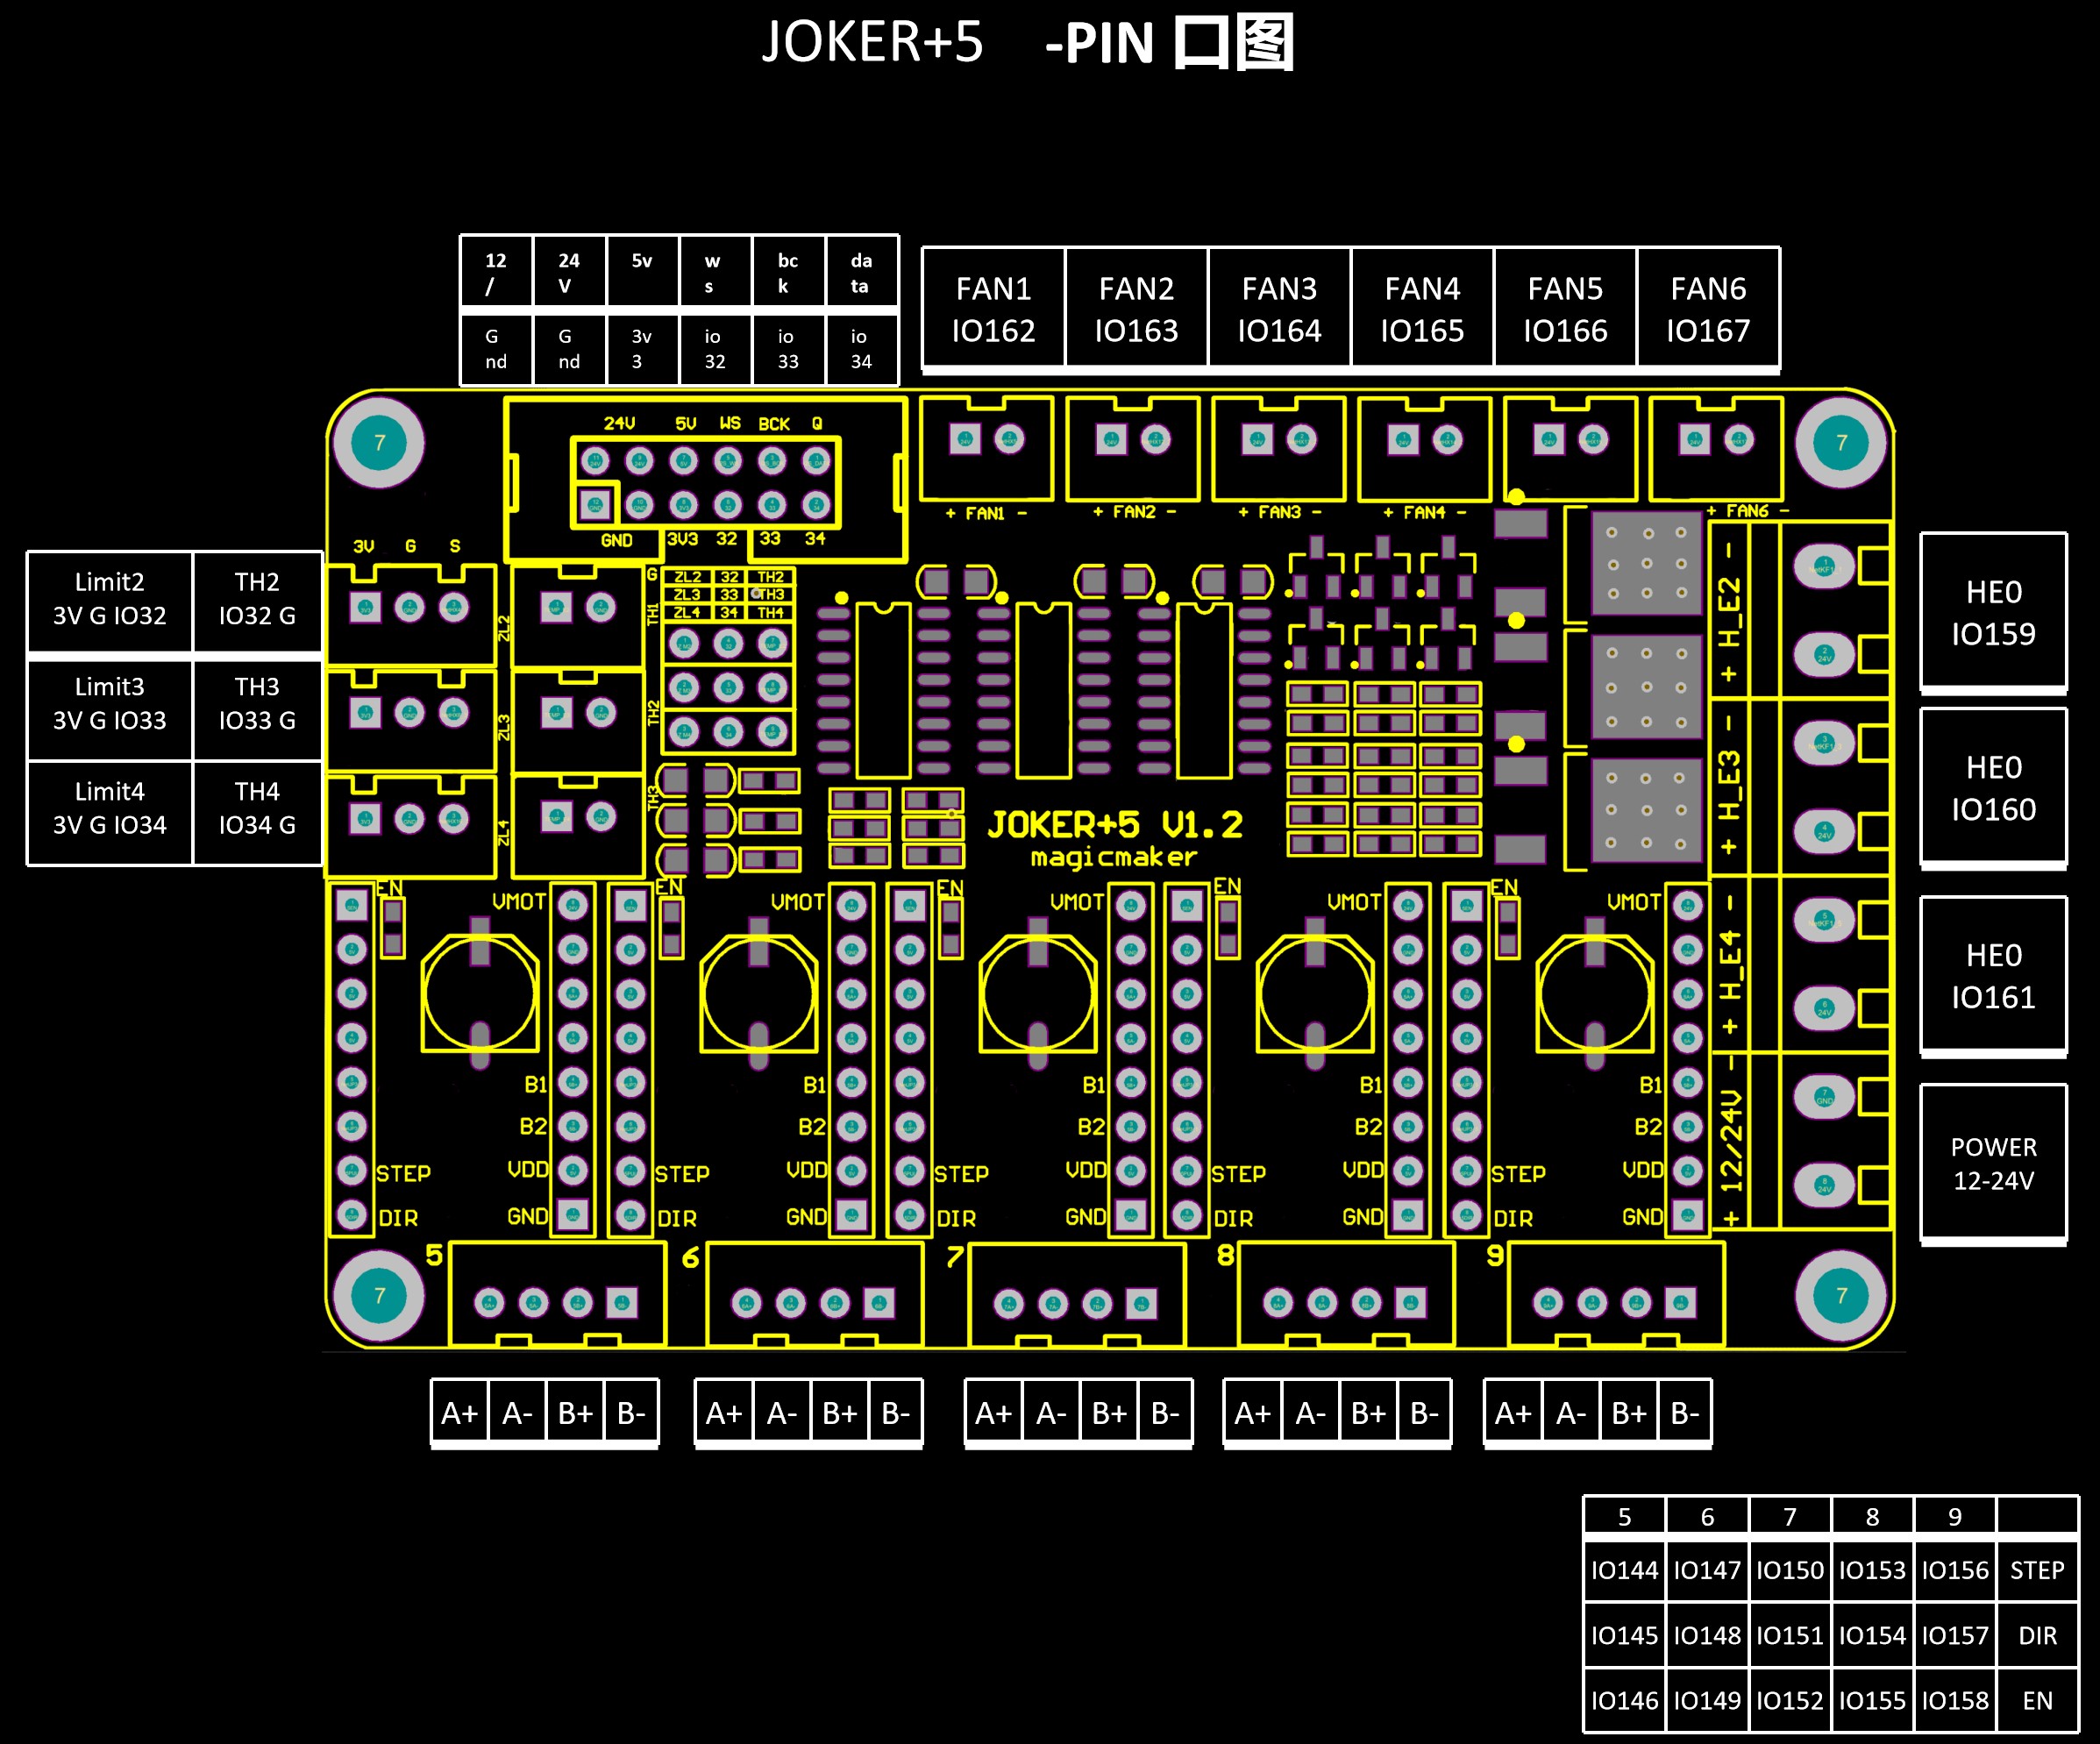 JOKER+5 -PIN 口图
12 24 5v w bc da
/ V s k ta
G G 3v io io io
nd nd 3 32 33 34
FAN1 FAN2 FAN3 FAN4 FAN5 FAN6
IO162 IO163 IO164 IO165 IO166 IO167
24V 5V WS BCK Q
GND 3V3 32 33 34
+ FAN1 - + FAN2 - + FAN3 - + FAN4 - + FAN6 -
7 7
3V G S
Limit2 TH2
3V G IO32 IO32 G
Limit3 TH3
3V G IO33 IO33 G
Limit4 TH4
3V G IO34 IO34 G
ZL2
ZL3
ZL4
G
TH1
TH2
TH3
ZL2 32 TH2
ZL3 33 TH3
ZL4 34 TH4
JOKER+5 V1.2
magicmaker
+ H_E2 -
+ H_E3 -
+ H_E4 -
+ 12/24V -
HE0
IO159
HE0
IO160
HE0
IO161
POWER
12-24V
EN EN EN EN EN
VMOT VMOT VMOT VMOT VMOT
B1 B1 B1 B1 B1
B2 B2 B2 B2 B2
STEP VDD STEP VDD STEP VDD STEP VDD STEP VDD
DIR GND DIR GND DIR GND DIR GND DIR GND
5 6 7 8 9
7 7
A+ A- B+ B- A+ A- B+ B- A+ A- B+ B- A+ A- B+ B- A+ A- B+ B-
5 6 7 8 9
IO144 IO147 IO150 IO153 IO156 STEP
IO145 IO148 IO151 IO154 IO157 DIR
IO146 IO149 IO152 IO155 IO158 EN